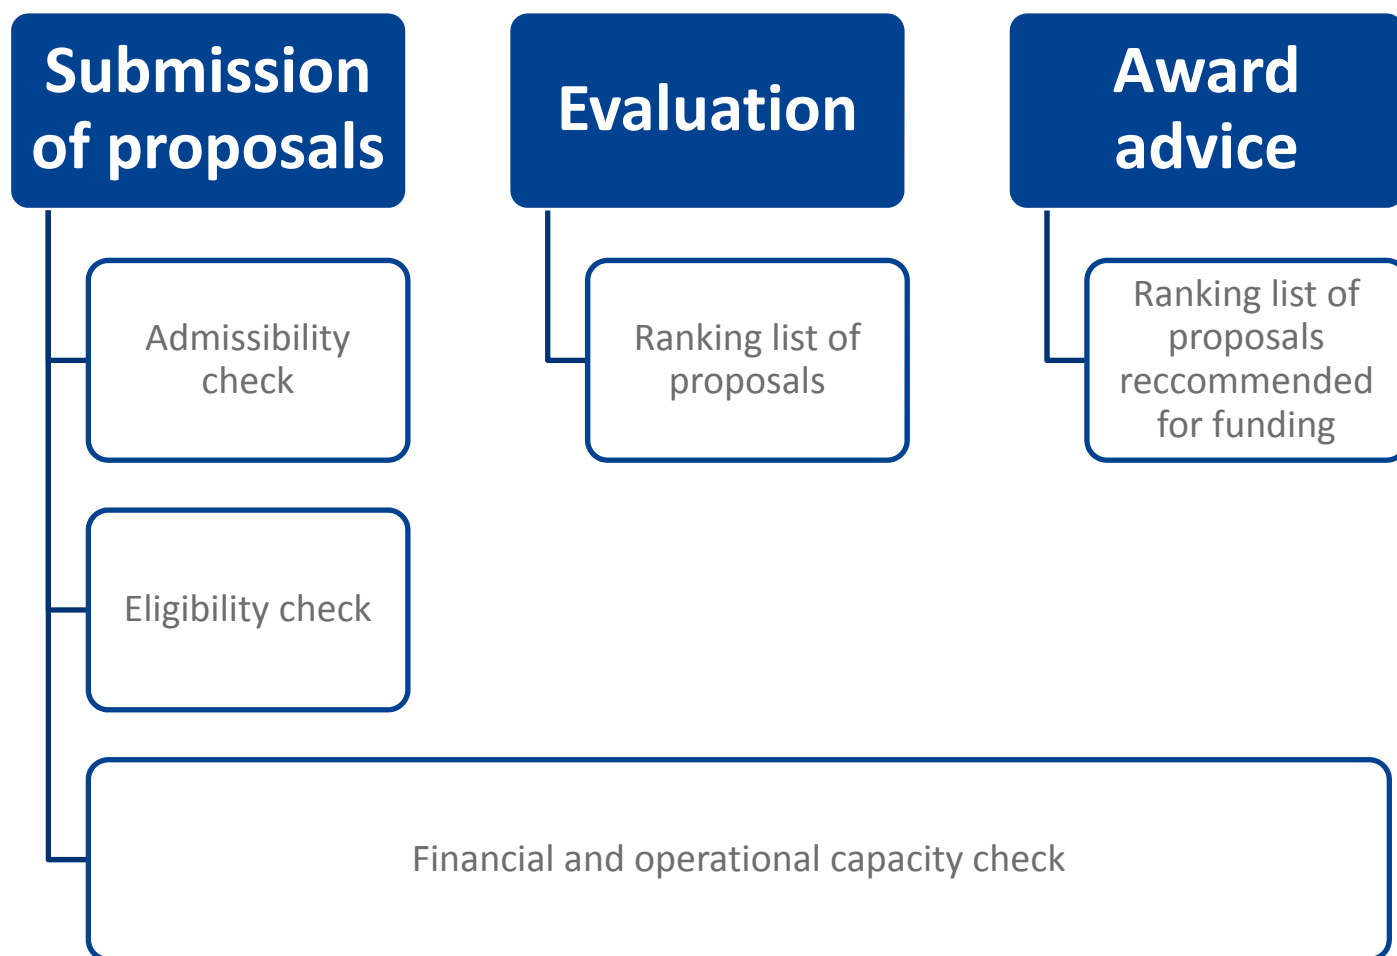 Submission
of proposals
Evaluation
Award
advice
Admissibility
check
Ranking list of
proposals
Ranking list of
proposals
reccommended
for funding
Eligibility check
Financial and operational capacity check